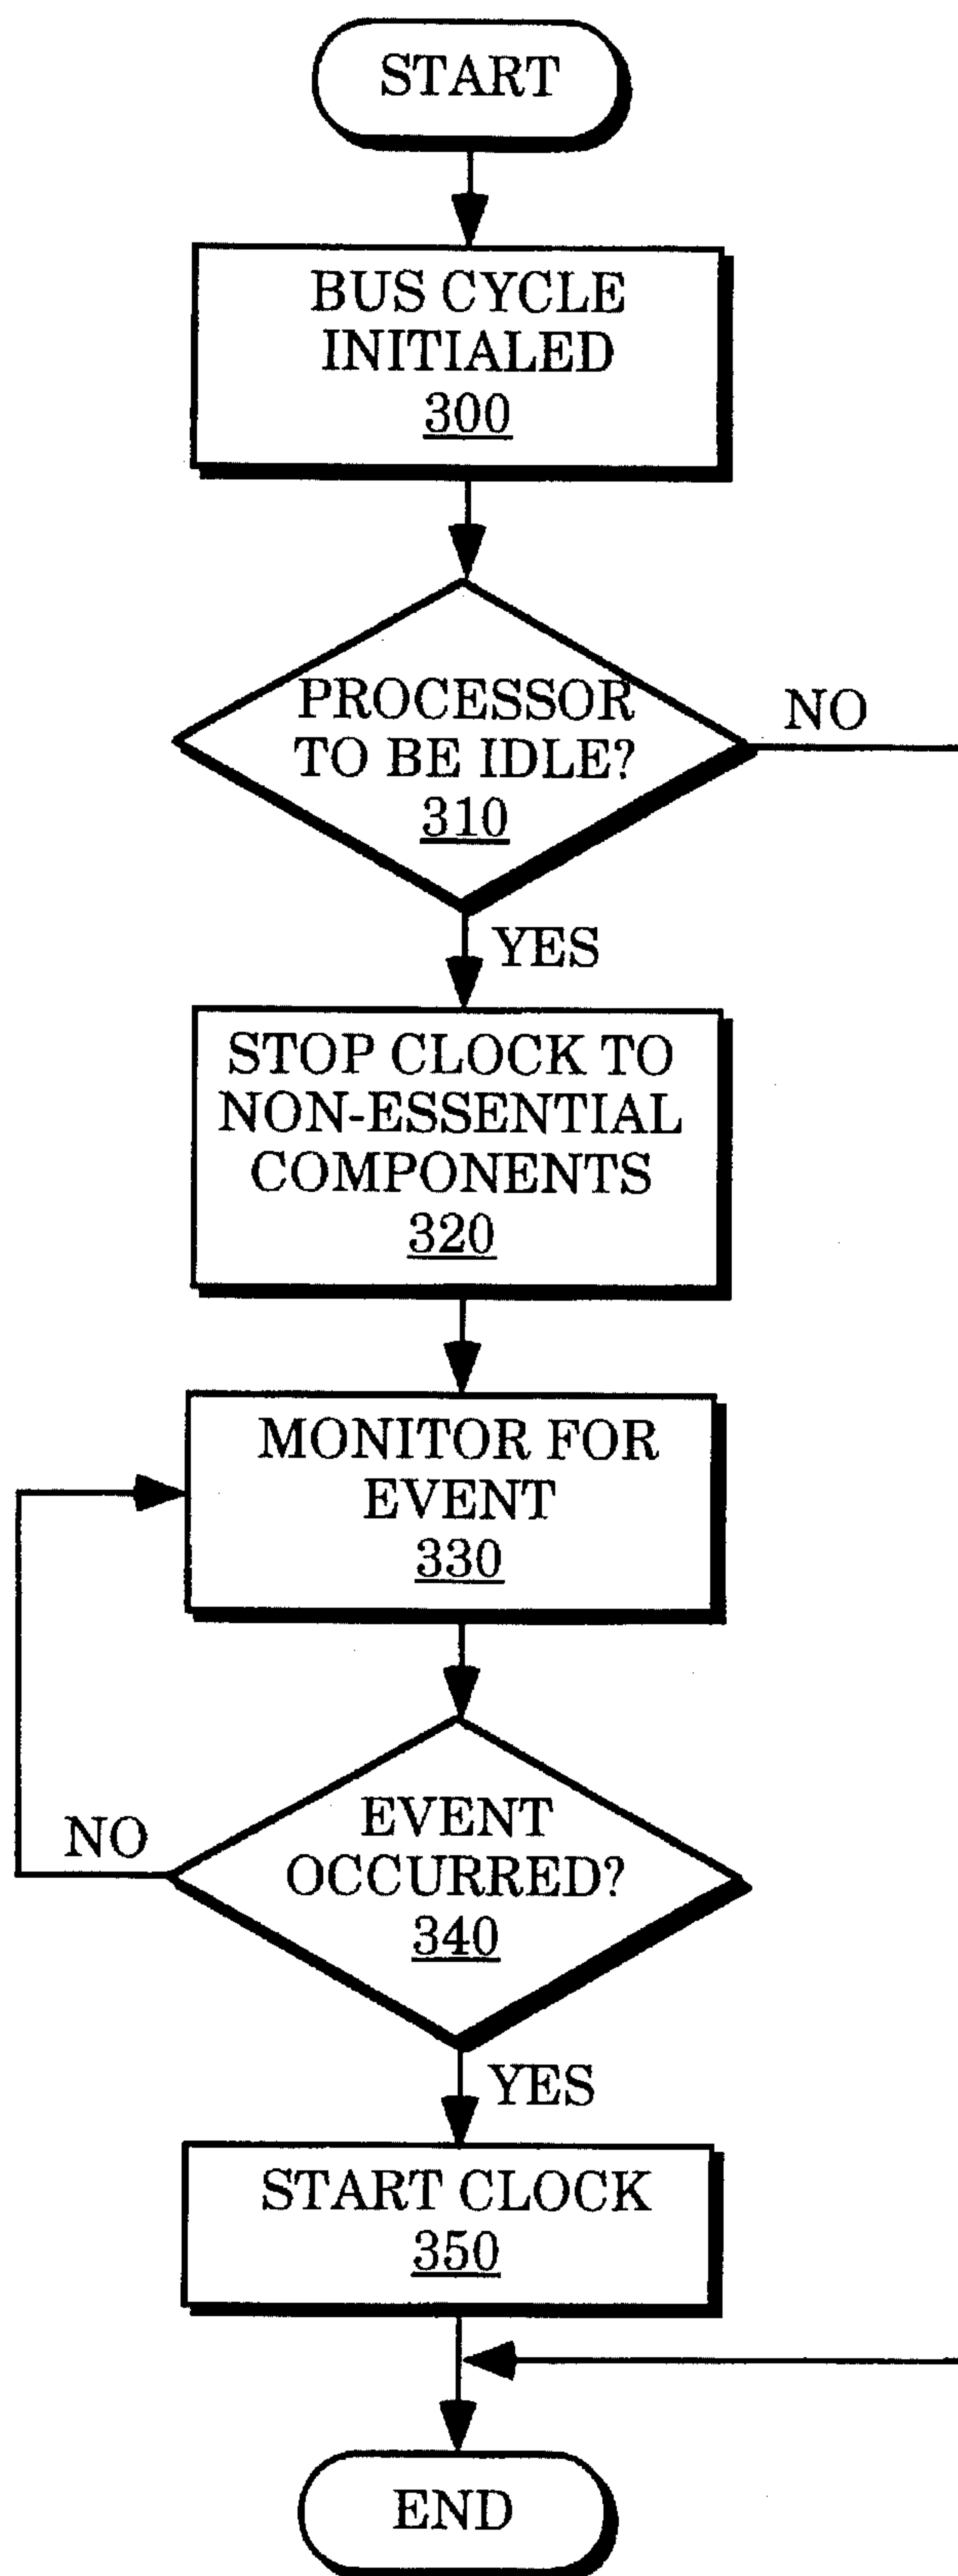 START
BUS CYCLE
INITIALED
300
PROCESSOR
TO BE IDLE?
310
NO
YES
STOP CLOCK TO
NON-ESSENTIAL
COMPONENTS
320
MONITOR FOR
EVENT
330
EVENT
OCCURRED?
340
NO
YES
START CLOCK
350
END